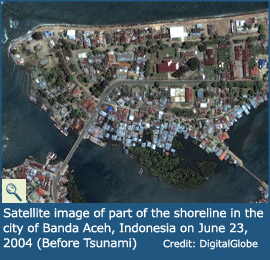 Satellite image of part of the shoreline in the
city of Banda Aceh, Indonesia on June 23,
2004 (Before Tsunami) Credit: DigitalGlobe